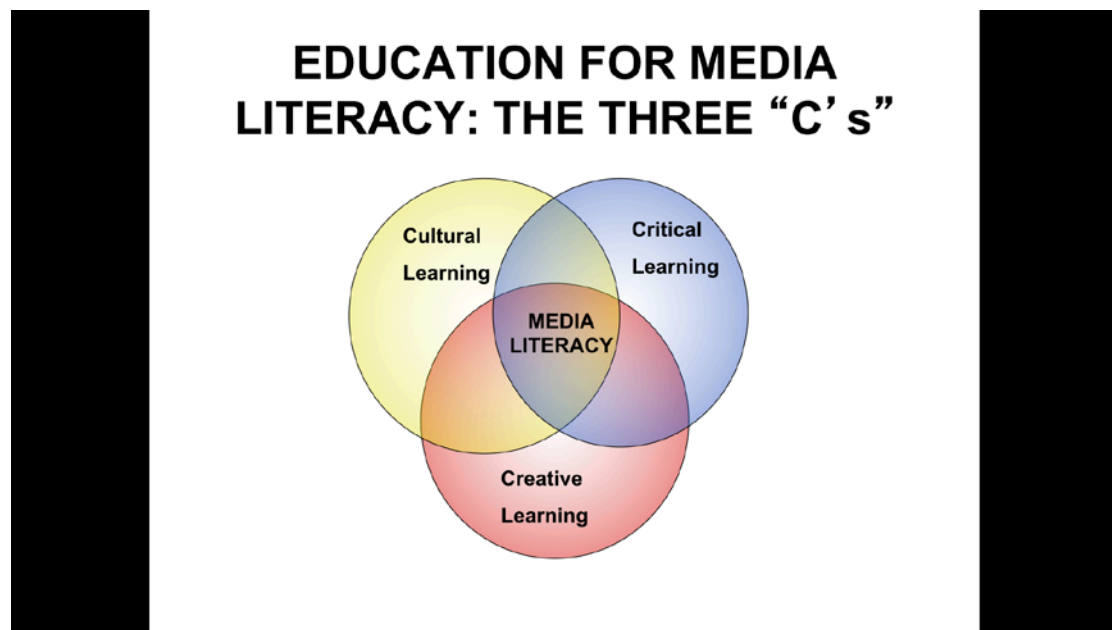 EDUCATION FOR MEDIA
LITERACY: THE THREE “C’s”
Cultural
Learning
Critical
Learning
MEDIA
LITERACY
Creative
Learning